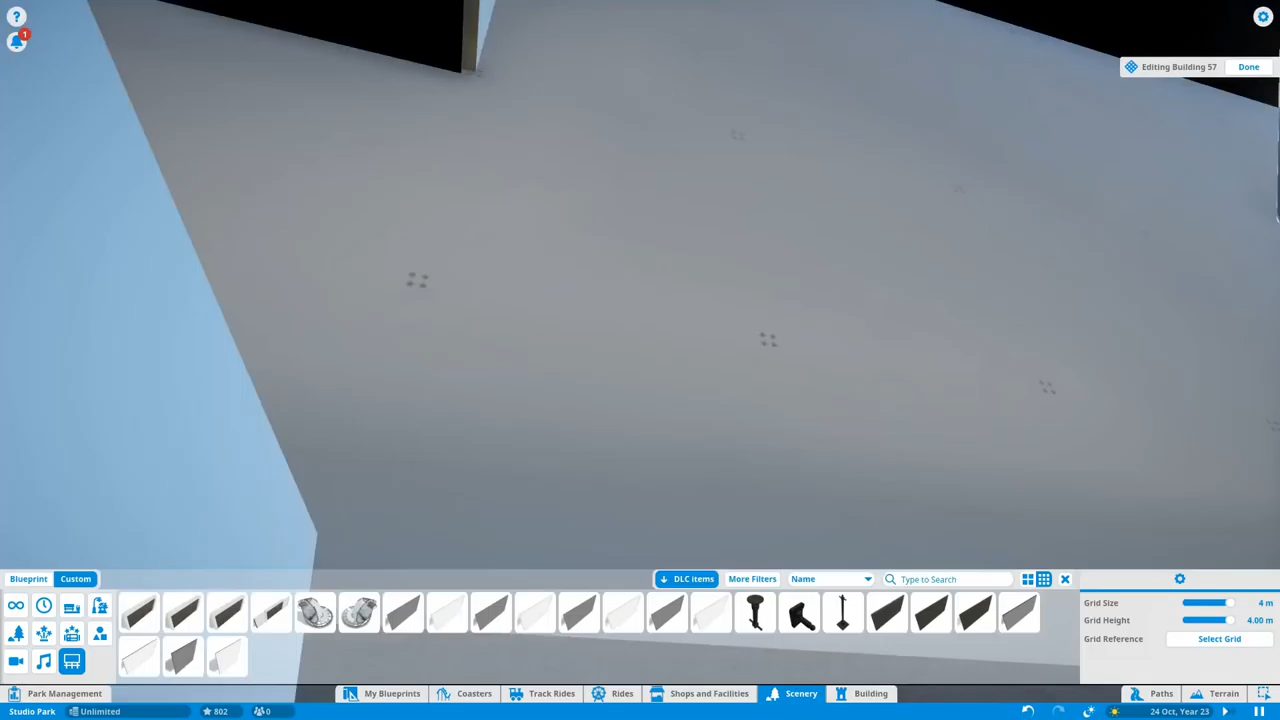 ?
1
Editing Building 57 Done
Blueprint Custom DLC items More Filters Name Type to Search
Grid Size 4 m
Grid Height 4.00 m
Grid Reference Select Grid
Park Management My Blueprints Coasters Track Rides Rides Shops and Facilities Scenery Building Paths Terrain
Studio Park Unlimited 802 0 24 Oct, Year 23